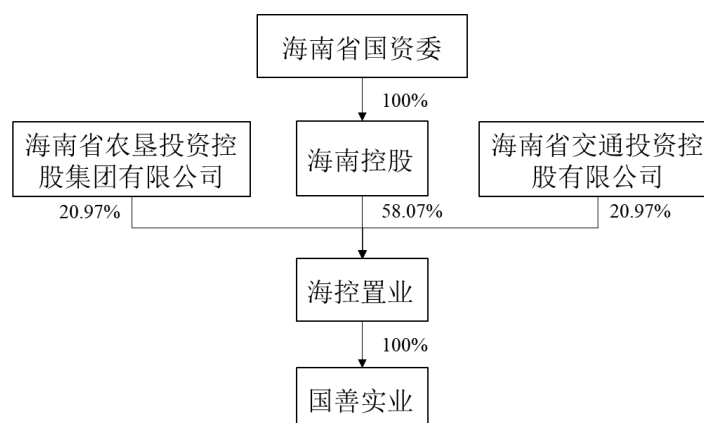 海南省国资委
100%
海南省农垦投资控
股集团有限公司
海南控股
海南省交通投资控
股有限公司
20.97%
58.07%
20.97%
海控置业
100%
国善实业